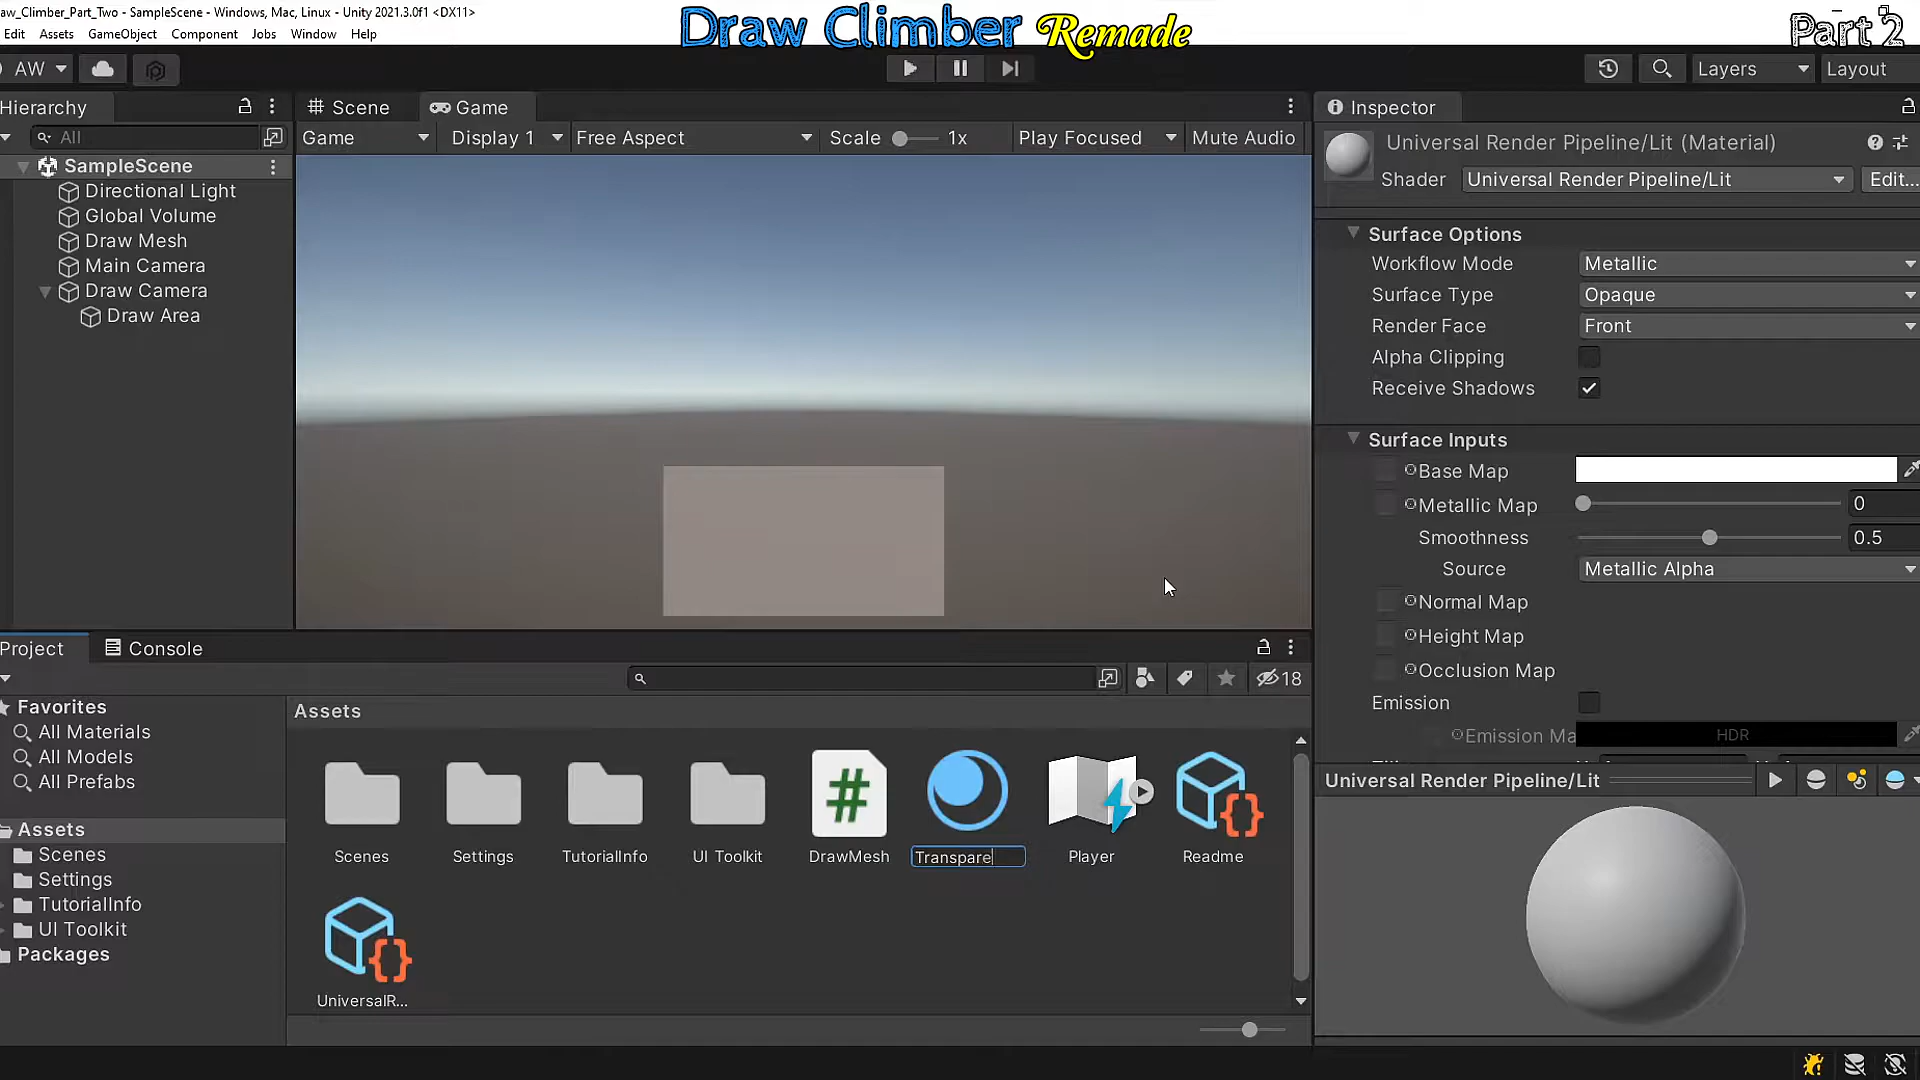 aw_Climber_Part_Two - SampleScene - Windows, Mac, Linux - Unity 2021.3.0f1 <DX11>
Draw Climber Remade
Part 2
Edit Assets GameObject Component Jobs Window Help
AW
Layers
Layout
Hierarchy
All
SampleScene
Directional Light
Global Volume
Draw Mesh
Main Camera
Draw Camera
Draw Area
Scene
Game
Game
Display 1
Free Aspect
Scale
1x
Play Focused
Mute Audio
Inspector
Universal Render Pipeline/Lit (Material)
Shader
Universal Render Pipeline/Lit
Edit...
Surface Options
Workflow Mode
Metallic
Surface Type
Opaque
Render Face
Front
Alpha Clipping
Receive Shadows
Surface Inputs
Base Map
Metallic Map
0
Smoothness
0.5
Source
Metallic Alpha
Normal Map
Height Map
Occlusion Map
Emission
Emission Ma
HDR
Universal Render Pipeline/Lit
Project
Console
18
Favorites
All Materials
All Models
All Prefabs
Assets
Scenes
Settings
TutorialInfo
UI Toolkit
Packages
Assets
Scenes
Settings
TutorialInfo
UI Toolkit
DrawMesh
Transpare
Player
Readme
UniversalR...